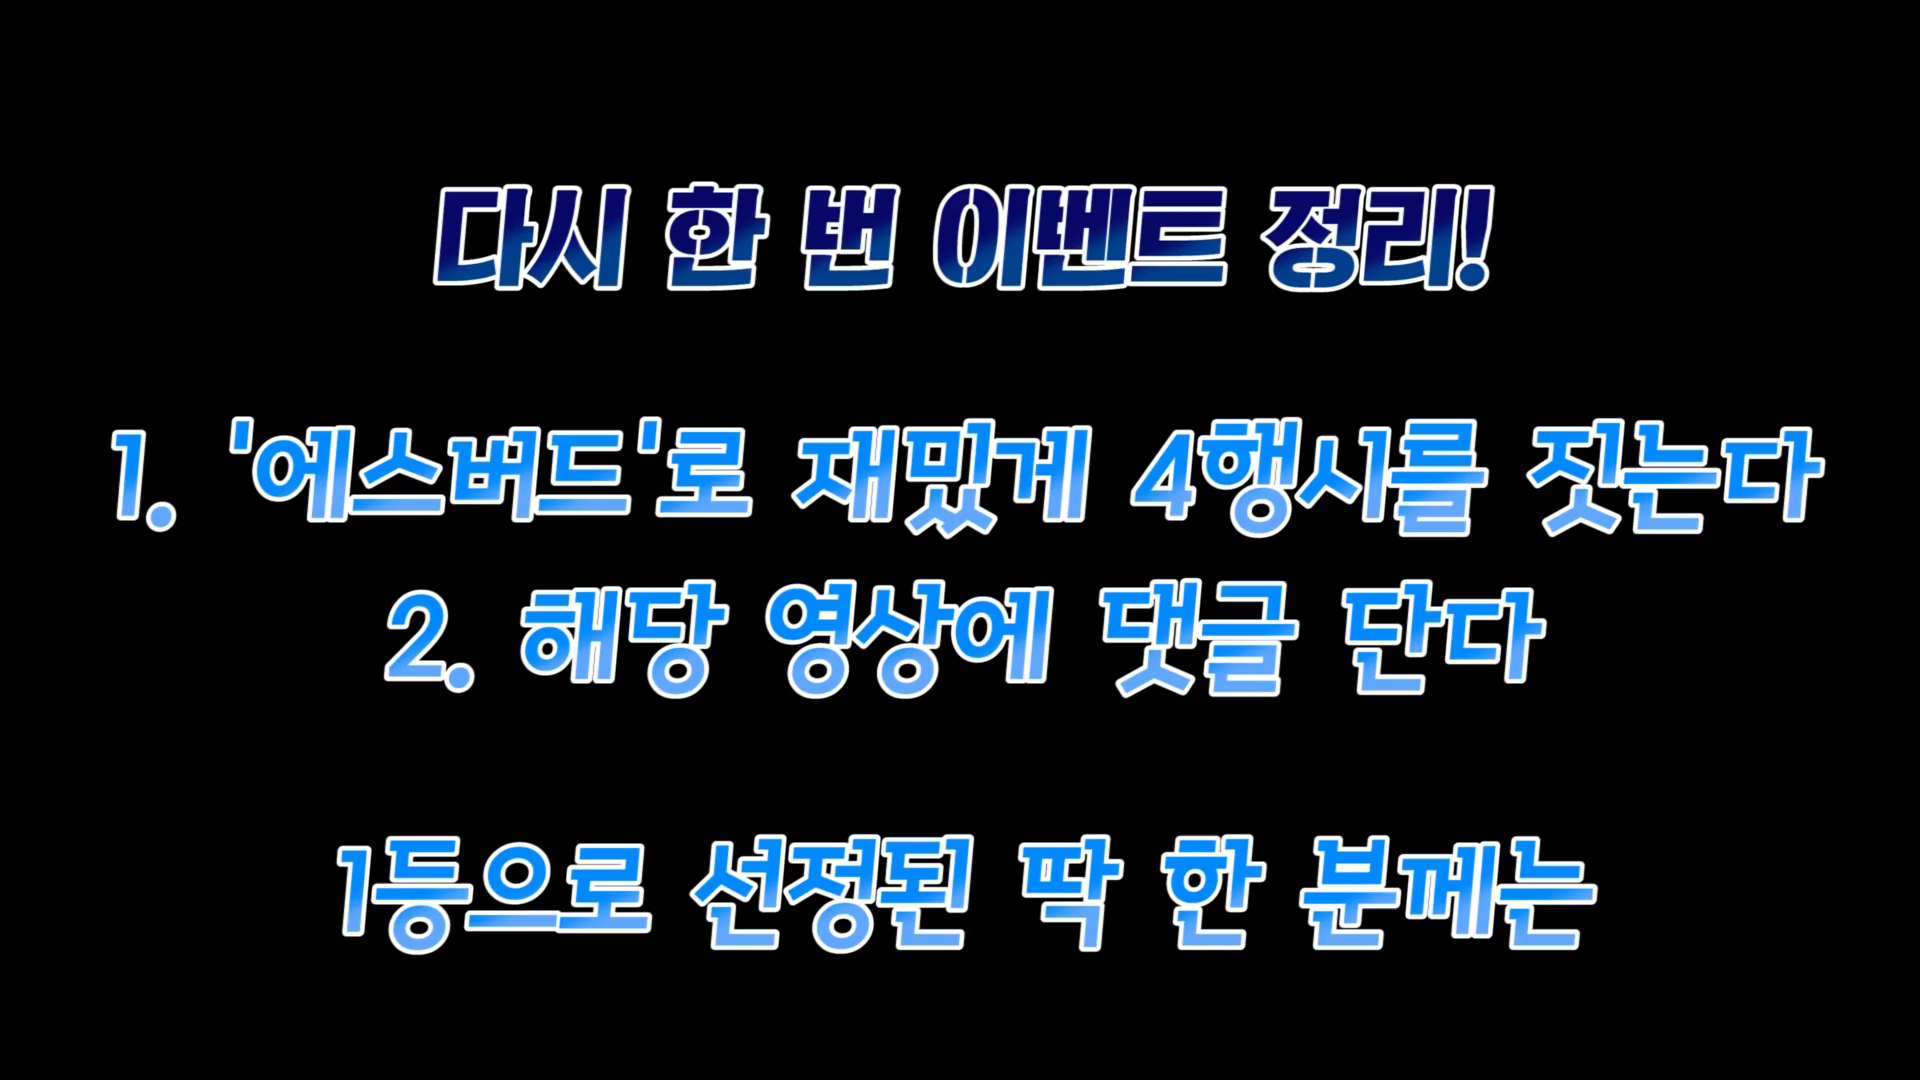 다시 한 번 이벤트 정리!
1. '에스버드'로 재밌게 4행시를 짓는다
2. 해당 영상에 댓글 단다
1등으로 선정된 딱 한 분께는